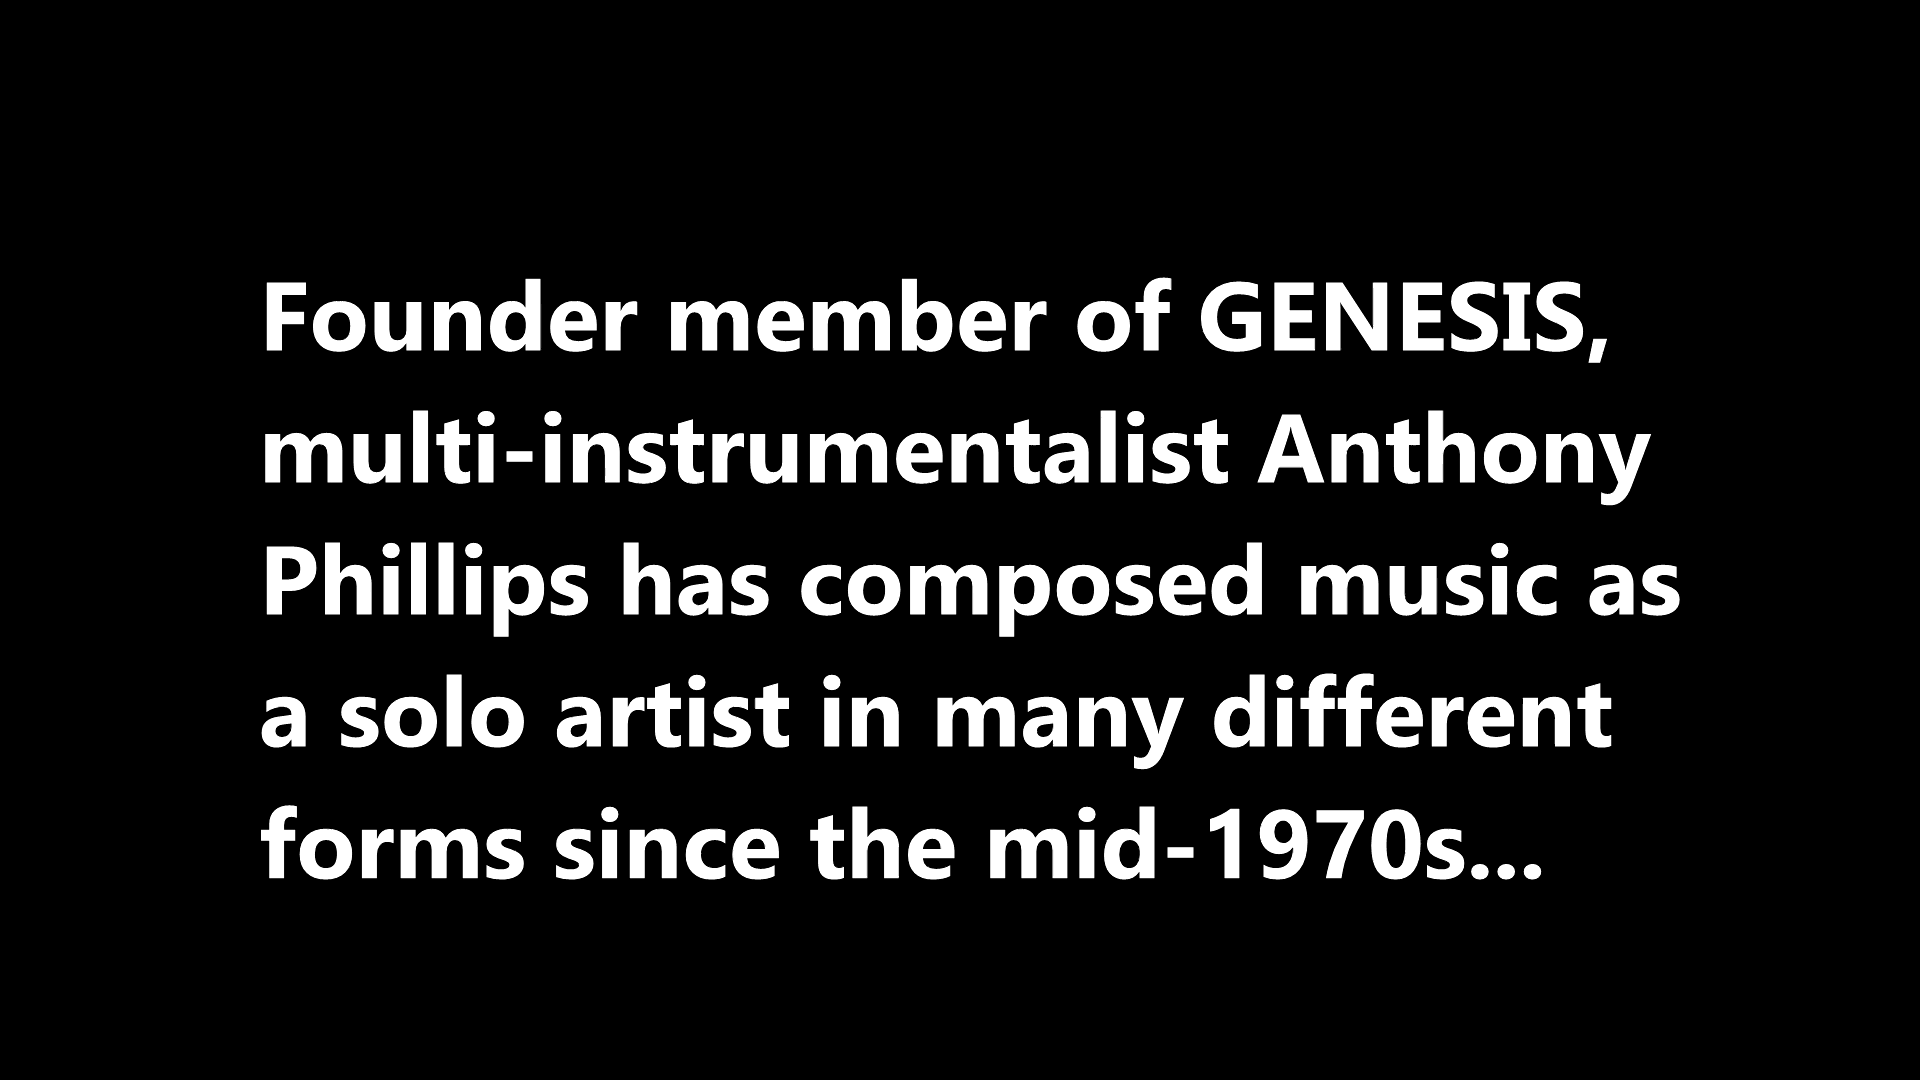 Founder member of GENESIS,
multi-instrumentalist Anthony
Phillips has composed music as
a solo artist in many different
forms since the mid-1970s...